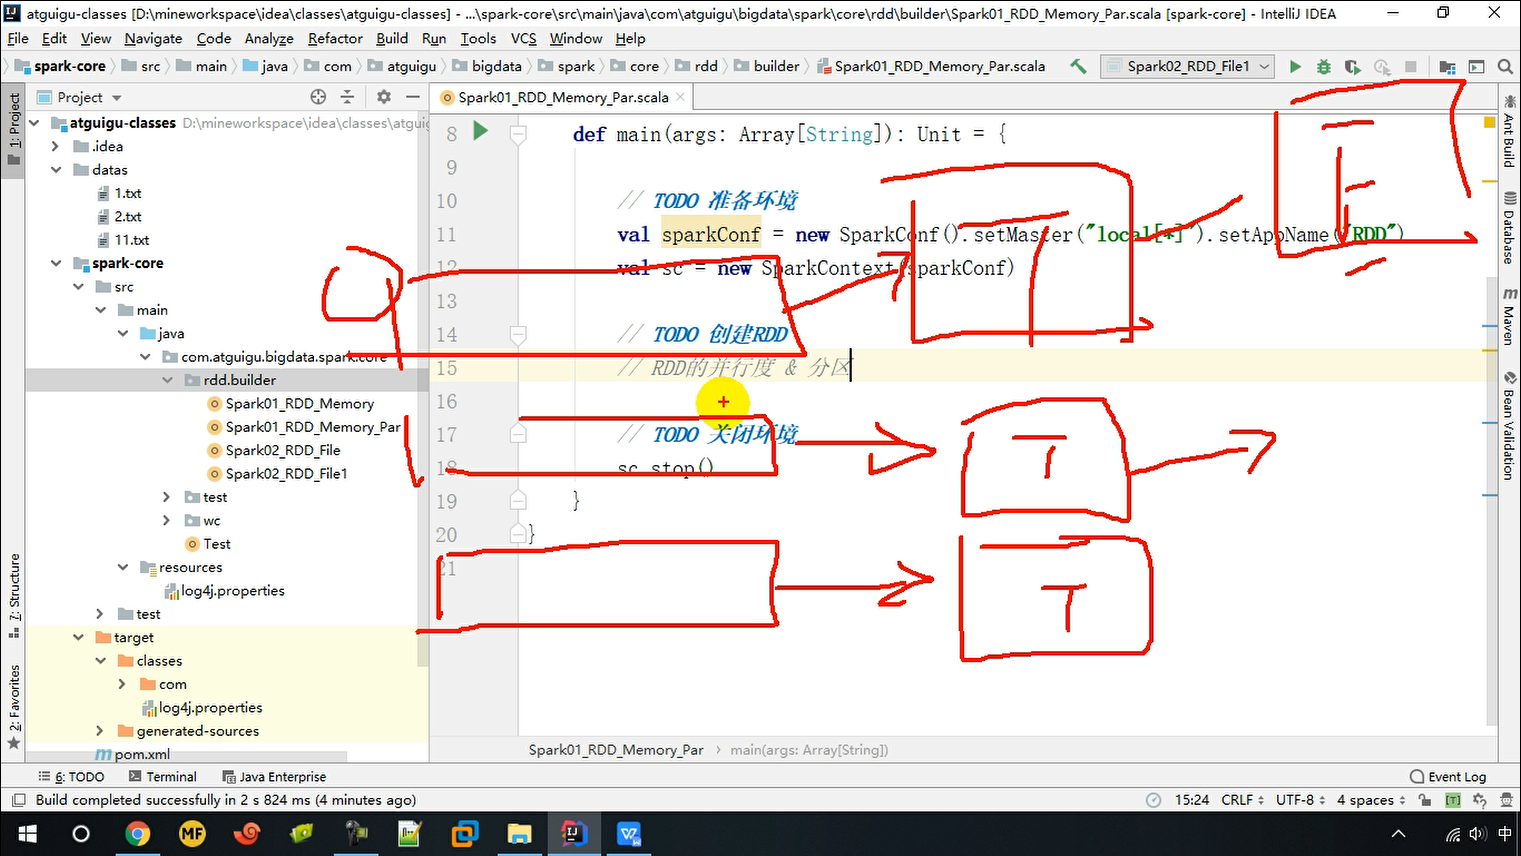 atguigu-classes [D:\mineworkspace\idea\classes\atguigu-classes] - ...\spark-core\src\main\java\com\atguigu\bigdata\spark\core\rdd\builder\Spark01_RDD_Memory_Par.scala [spark-core] - IntelliJ IDEA
File Edit View Navigate Code Analyze Refactor Build Run Tools VCS Window Help
spark-core src main java com atguigu bigdata spark core rdd builder Spark01_RDD_Memory_Par.scala Spark02_RDD_File1
Project
Spark01_RDD_Memory_Par.scala
1: Project
7: Structure
2: Favorites
Ant Build
Database
Maven
Bean Validation
atguigu-classes D:\mineworkspace\idea\classes\atguig
.idea
datas
1.txt
2.txt
11.txt
spark-core
src
main
java
com.atguigu.bigdata.spark.core
rdd.builder
Spark01_RDD_Memory
Spark01_RDD_Memory_Par
Spark02_RDD_File
Spark02_RDD_File1
test
wc
Test
resources
log4j.properties
test
target
classes
com
log4j.properties
generated-sources
pom.xml
8 def main(args: Array[String]): Unit = {
9
10 // TODO 准备环境
11 val sparkConf = new SparkConf().setMaster("local[*]").setAppName("RDD")
12 val sc = new SparkContext(sparkConf)
13
14 // TODO 创建RDD
15 // RDD的并行度 & 分区
16
17 // TODO 关闭环境
18 sc.stop()
19 }
20 }
21
T
T
T
Spark01_RDD_Memory_Par main(args: Array[String])
6: TODO Terminal Java Enterprise Event Log
Build completed successfully in 2 s 824 ms (4 minutes ago) 15:24 CRLF UTF-8 4 spaces
中